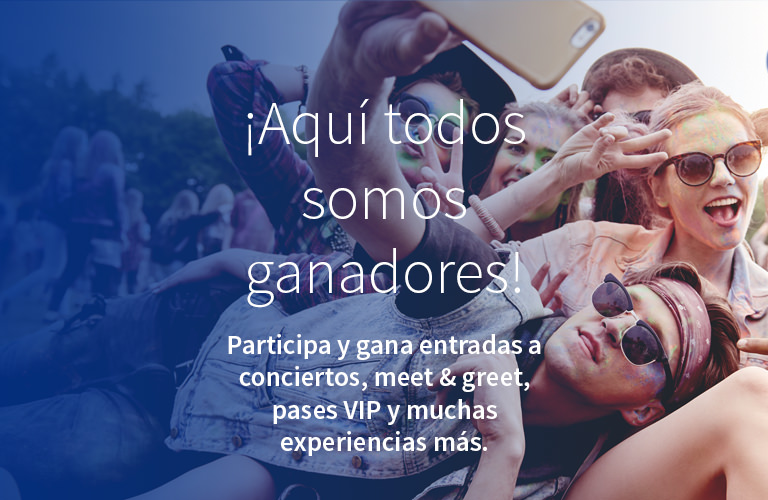 ¡Aquí todos
somos
ganadores!
Participa y gana entradas a
conciertos, meet & greet,
pases VIP y muchas
experiencias más.